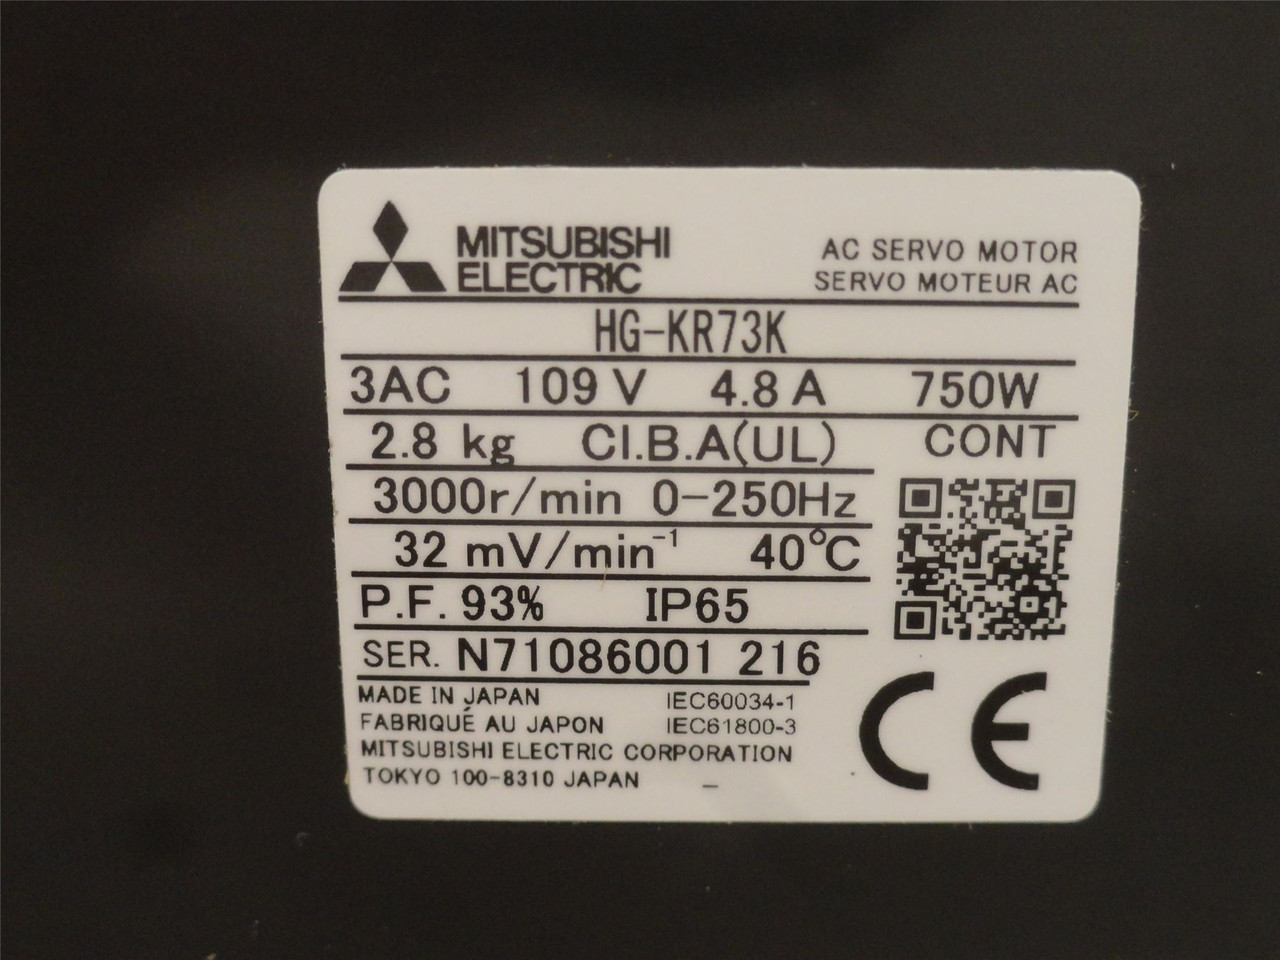 MITSUBISHI
ELECTRIC
AC SERVO MOTOR
SERVO MOTEUR AC
HG-KR73K
3AC 109 V 4.8 A 750W
2.8 kg Cl.B.A(UL) CONT
3000r/min 0-250Hz
32 mV/min⁻¹ 40°C
P.F. 93% IP65
SER. N71086001 216
MADE IN JAPAN IEC60034-1
FABRIQUÉ AU JAPON IEC61800-3
MITSUBISHI ELECTRIC CORPORATION
TOKYO 100-8310 JAPAN –
CE